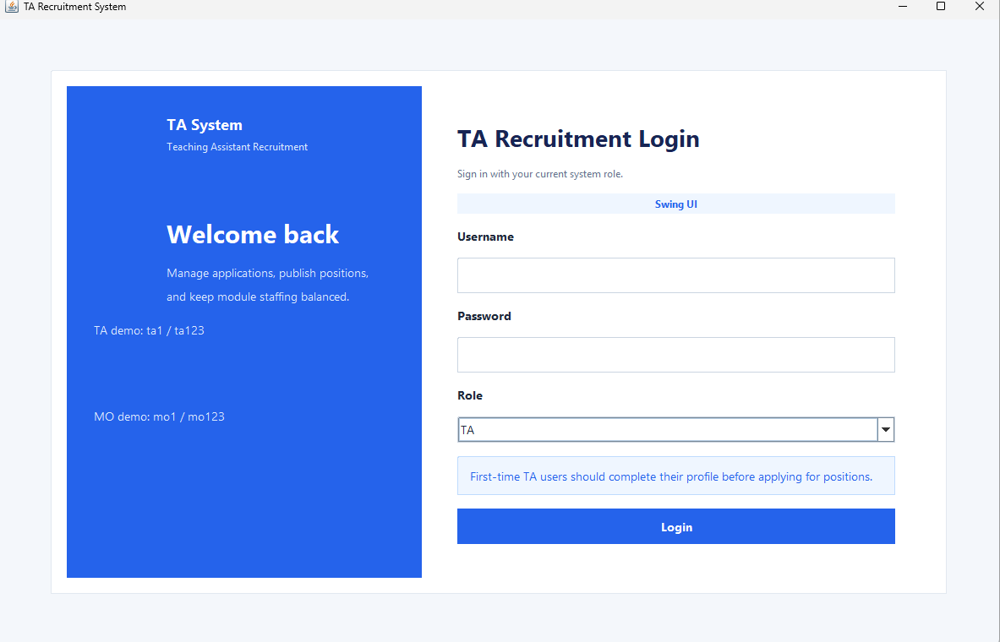 TA Recruitment System
TA System
Teaching Assistant Recruitment
Welcome back
Manage applications, publish positions,
and keep module staffing balanced.
TA demo: ta1 / ta123
MO demo: mo1 / mo123
TA Recruitment Login
Sign in with your current system role.
Swing UI
Username
Password
Role
TA
First-time TA users should complete their profile before applying for positions.
Login